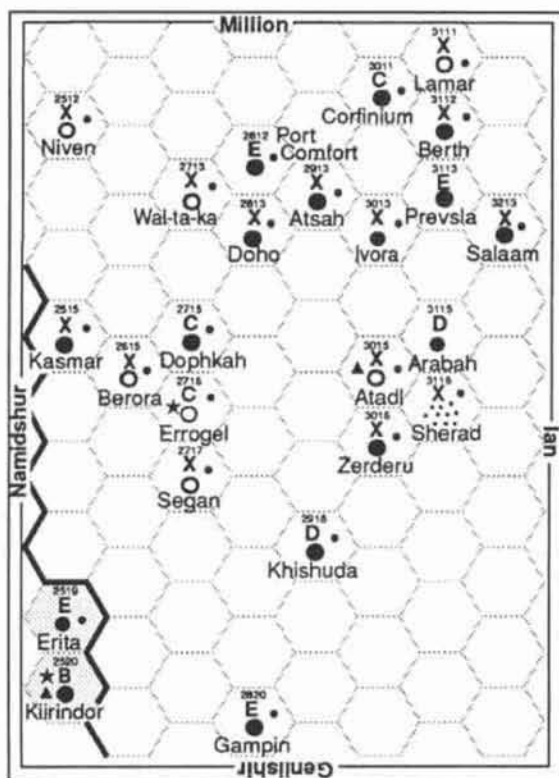 Million
3111
X
Lamar
3011
C
Corfinium
2512
X
Niven
3112
X
Berth
2812
E
Port
Comfort
2713
X
Wal-ta-ka
2913
X
Atsah
3113
E
Prevsla
2813
X
Doho
3013
X
Ivora
3213
X
Salaam
2515
X
Kasmar
2715
C
Dophkah
3115
D
Arabah
2615
X
Berora
3015
X
Atadl
2716
C
Errogel
3116
X
Sherad
3016
X
Zerderu
Namidshur
Ian
2717
X
Segan
2918
D
Khishuda
2519
E
Erita
2520
B
Kiirindor
2820
E
Gampin
Genlishir